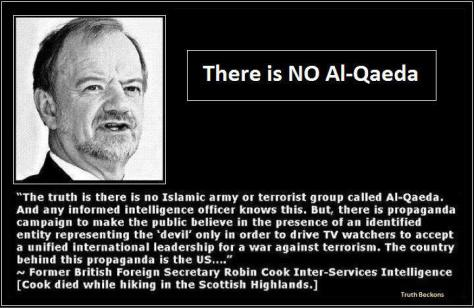 There is NO Al-Qaeda
“The truth is there is no Islamic army or terrorist group called Al-Qaeda.
And any informed intelligence officer knows this. But, there is propaganda
campaign to make the public believe in the presence of an identified
entity representing the ‘devil’ only in order to drive TV watchers to accept
a unified international leadership for a war against terrorism. The country
behind this propaganda is the US....”
~ Former British Foreign Secretary Robin Cook Inter-Services Intelligence
[Cook died while hiking in the Scottish Highlands.]
Truth Beckons